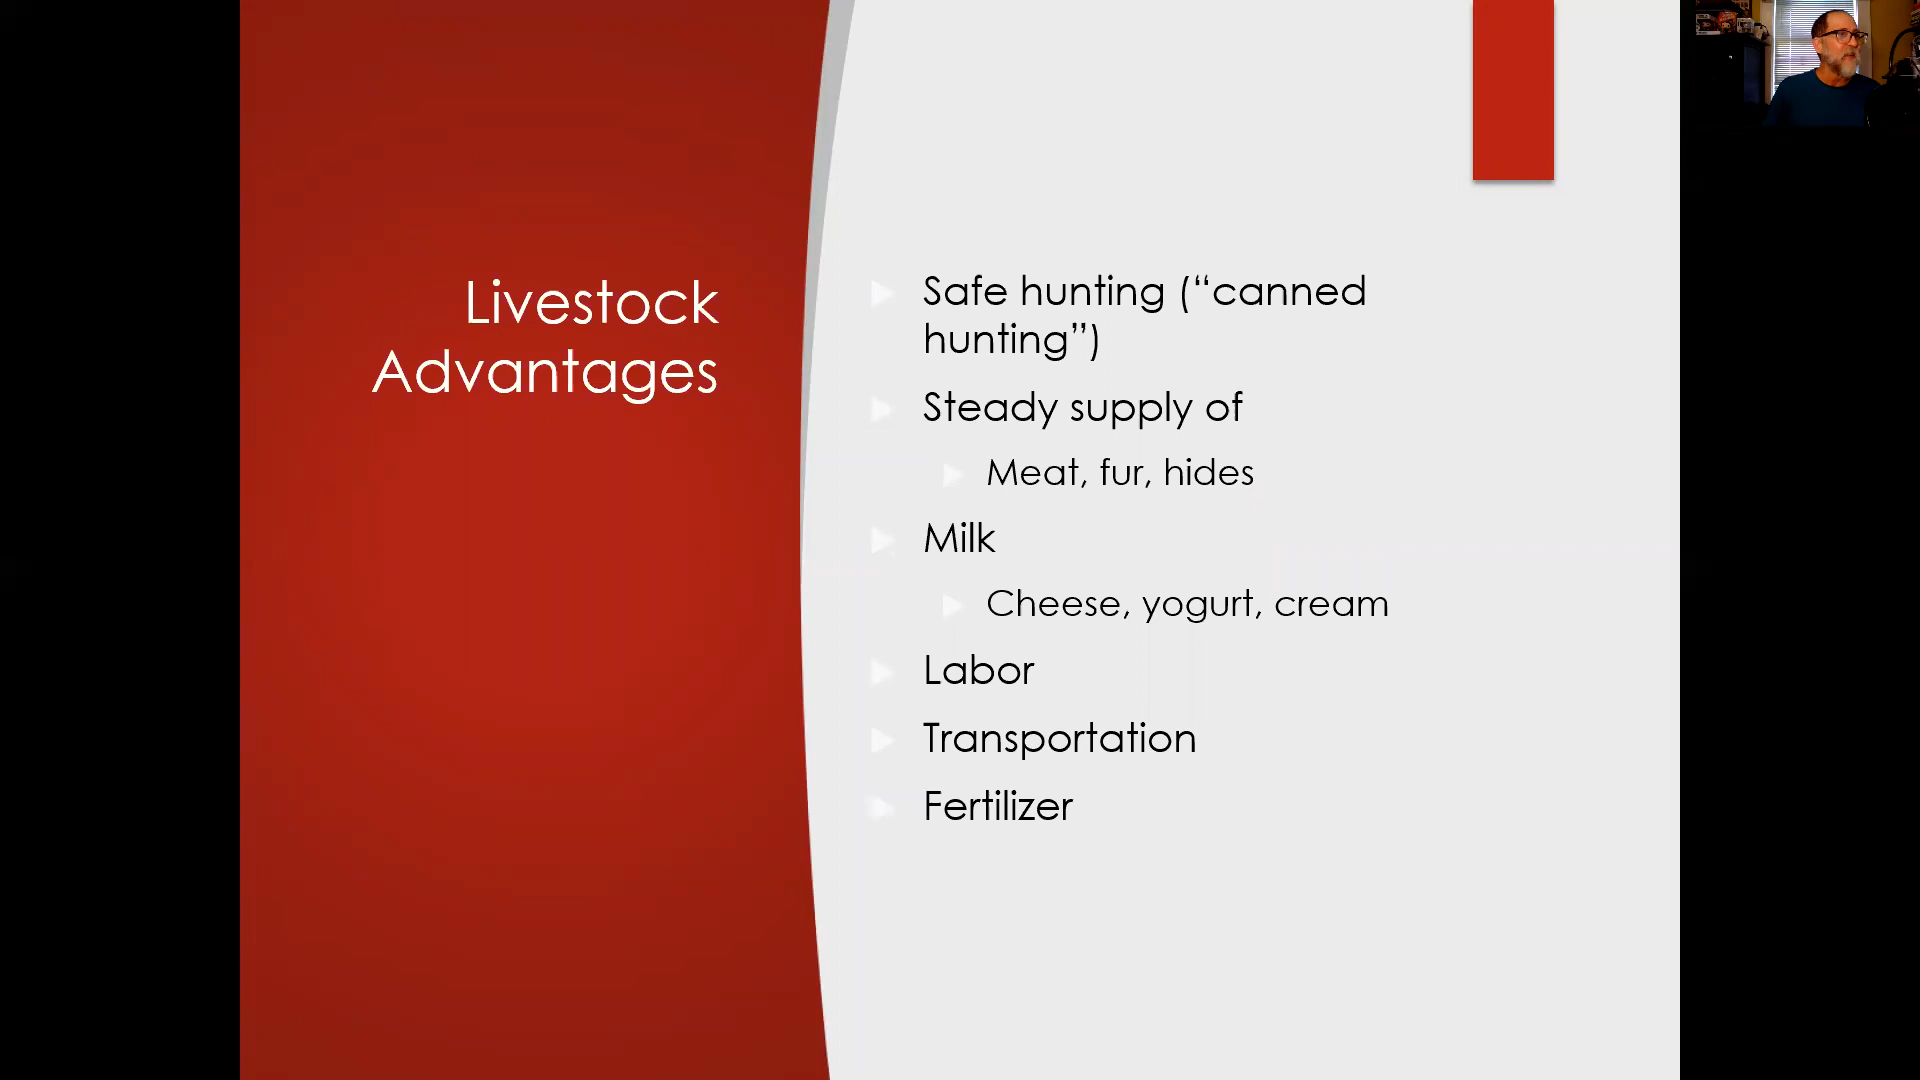 Livestock
Advantages
Safe hunting (“canned
hunting”)
Steady supply of
Meat, fur, hides
Milk
Cheese, yogurt, cream
Labor
Transportation
Fertilizer